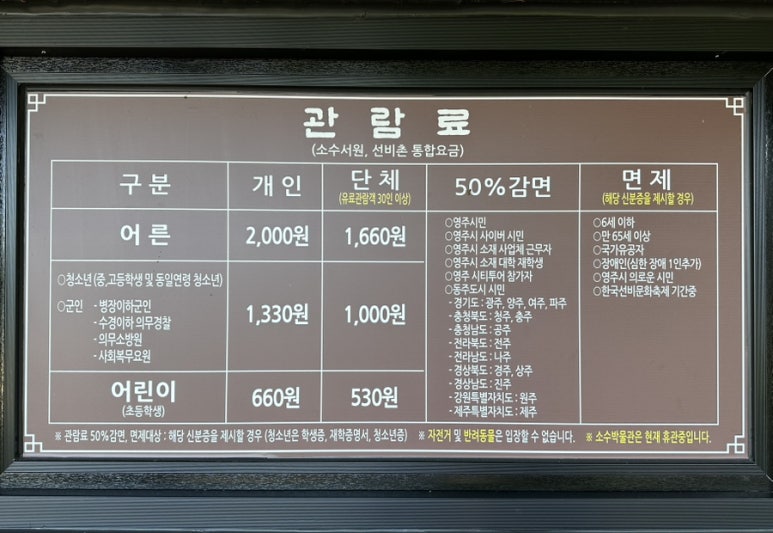 관 람 료
(소수서원, 선비촌 통합요금)
구 분 개 인 단 체 50%감면 면 제
(유료관람객 30인 이상) (해당 신분증을 제시할 경우)
어 른 2,000원 1,660원
○청소년 (중,고등학생 및 동일연령 청소년)
○군인 - 병장이하군인
- 수경이하 의무경찰
- 의무소방원
- 사회복무요원
1,330원 1,000원
어린이 660원 530원
(초등학생)
○영주시민
○영주시 사이버 시민
○영주시 소재 사업체 근무자
○영주시 소재 대학 재학생
○영주 시티투어 참가자
○동주도시 시민
- 경기도 : 광주, 양주, 여주, 파주
- 충청북도 : 청주, 충주
- 충청남도 : 공주
- 전라북도 : 전주
- 전라남도 : 나주
- 경상북도 : 경주, 상주
- 경상남도 : 진주
- 강원특별자치도 : 원주
- 제주특별자치도 : 제주
○6세 이하
○만 65세 이상
○국가유공자
○장애인(심한 장애 1인추가)
○영주시 의로운 시민
○한국선비문화축제 기간중
※ 관람료 50%감면, 면제대상 : 해당 신분증을 제시할 경우 (청소년은 학생증, 재학증명서, 청소년증) ※ 자전거 및 반려동물은 입장할 수 없습니다. ※ 소수박물관은 현재 휴관중입니다.